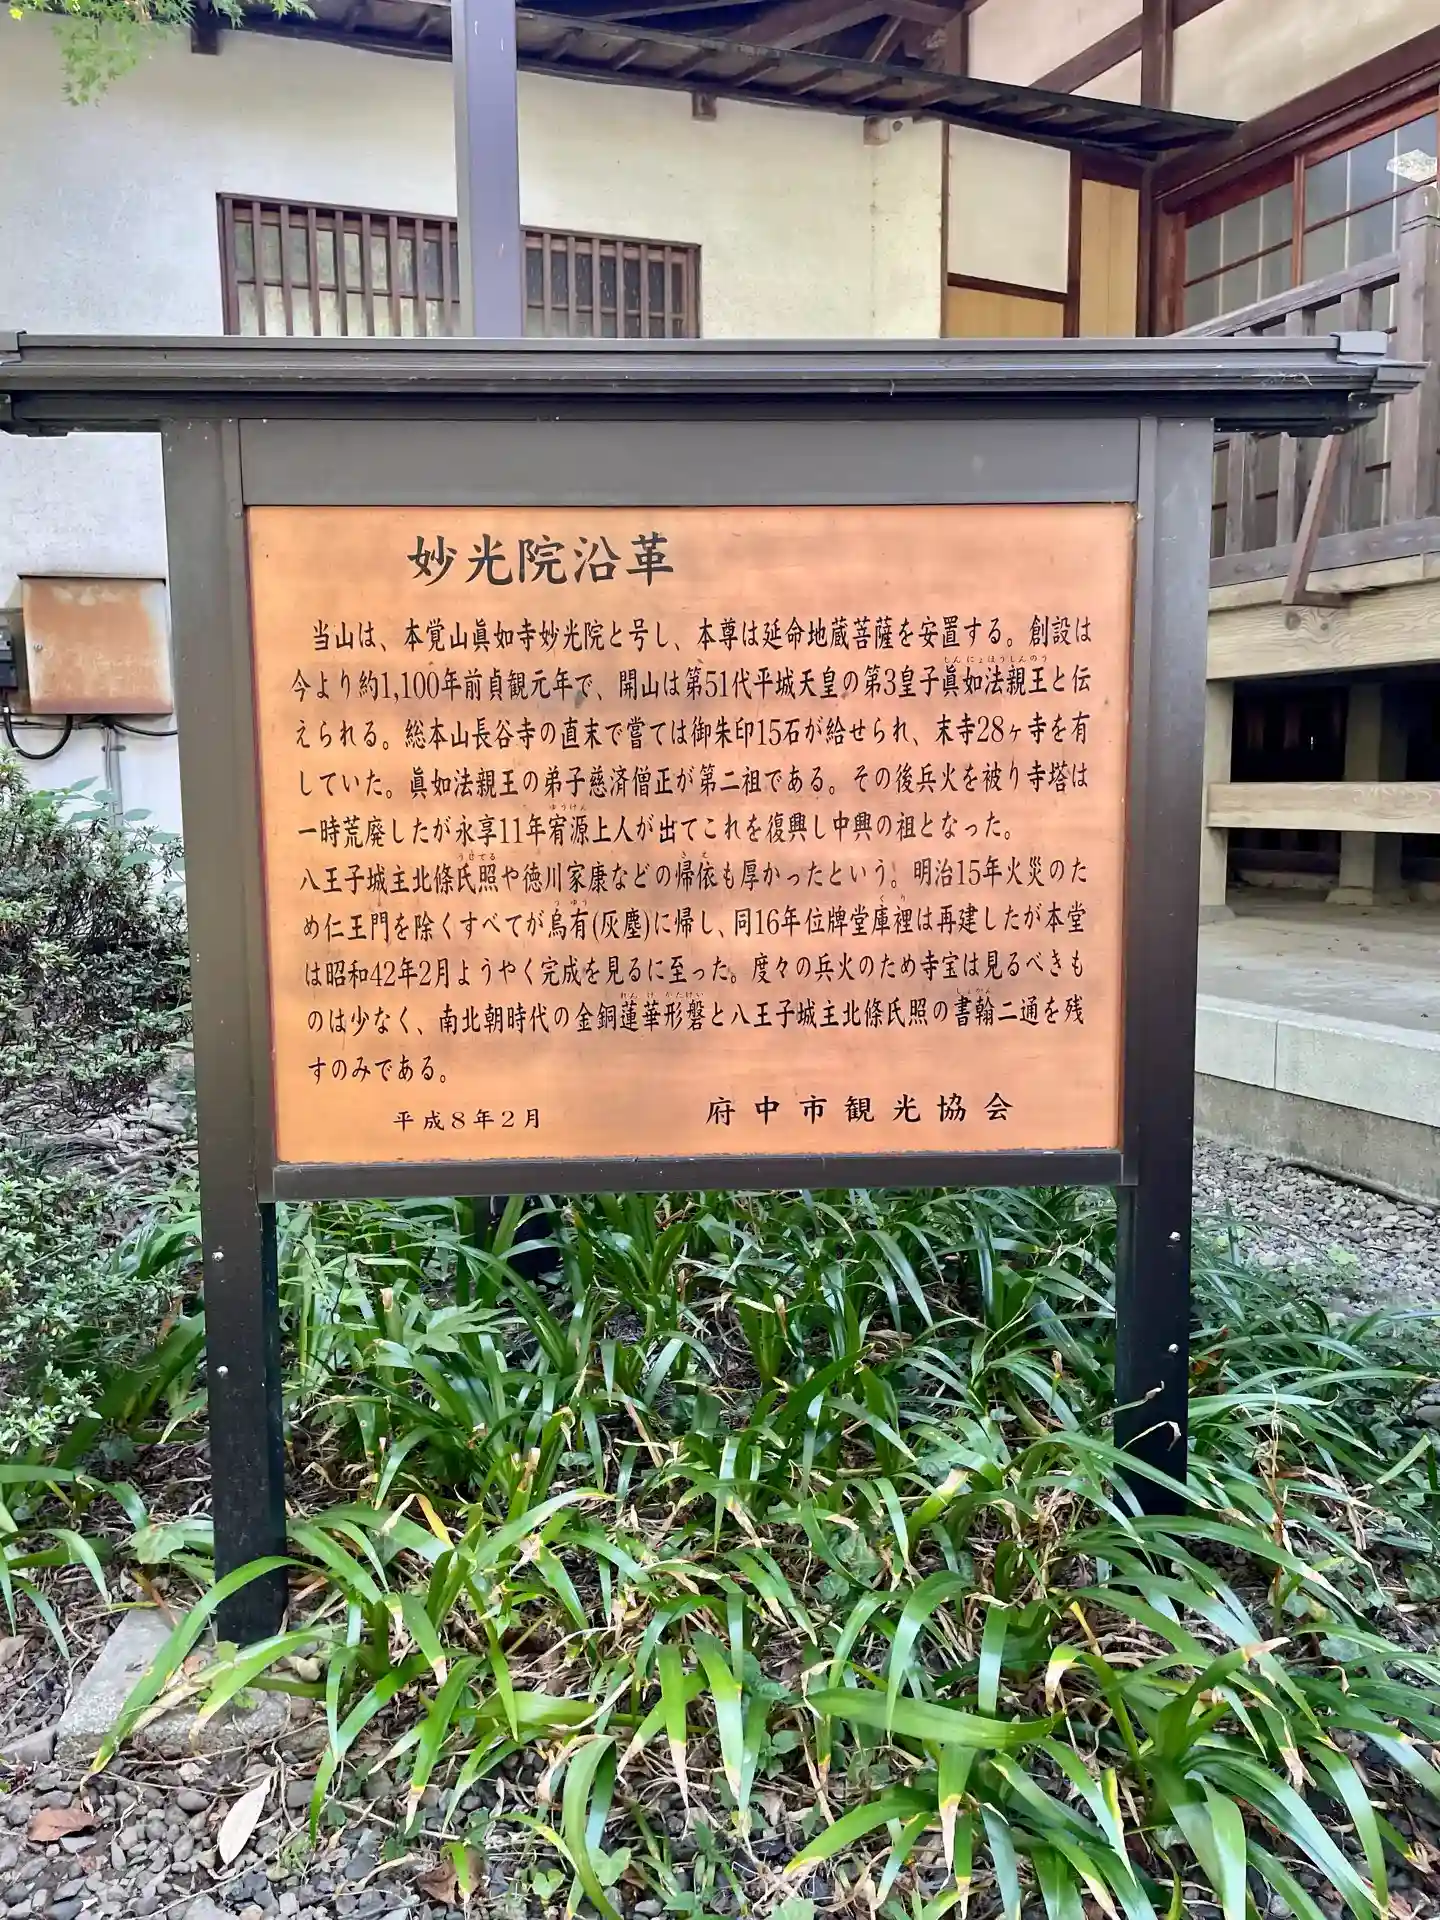 妙光院沿革
当山は、本覚山眞如寺妙光院と号し、本尊は延命地蔵菩薩を安置する。創設は
今より約1,100年前貞観元年で、開山は第51代平城天皇の第3皇子眞如法親王と伝
えられる。総本山長谷寺の直末で嘗ては御朱印15石が給せられ、末寺28ヶ寺を有
していた。眞如法親王の弟子慈済僧正が第二祖である。その後兵火を被り寺塔は
一時荒廃したが永享11年宥源上人が出てこれを復興し中興の祖となった。
八王子城主北條氏照や徳川家康などの帰依も厚かったという。明治15年火災のた
め仁王門を除くすべてが烏有(灰塵)に帰し、同16年位牌堂庫裡は再建したが本堂
は昭和42年2月ようやく完成を見るに至った。度々の兵火のため寺宝は見るべきも
のは少なく、南北朝時代の金銅蓮華形磐と八王子城主北條氏照の書翰二通を残
すのみである。
平成8年2月 府中市観光協会